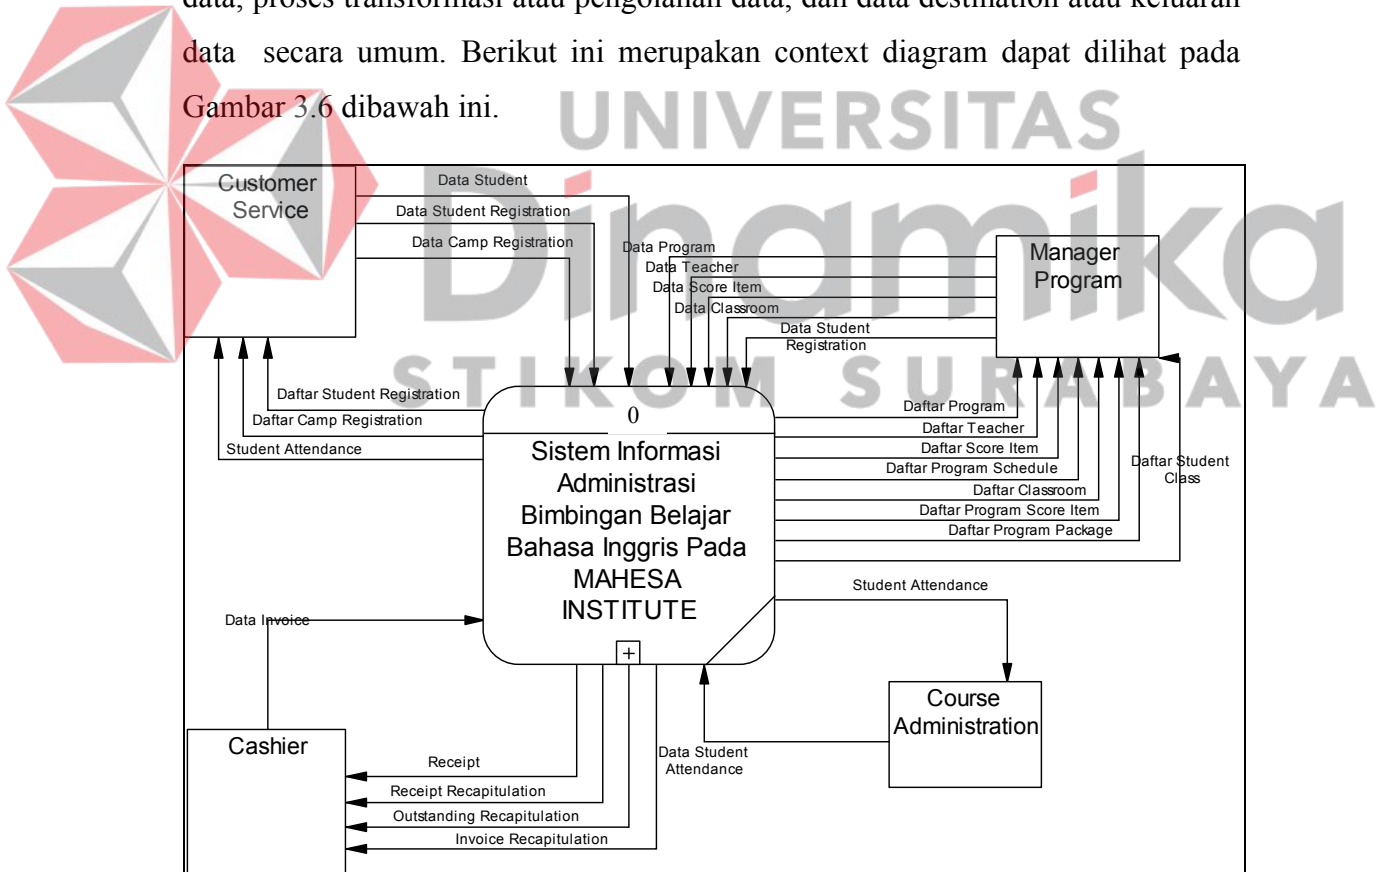 data, proses transformasi atau pengolahan data, dan data destination atau keluaran
data secara umum. Berikut ini merupakan context diagram dapat dilihat pada
Gambar 3.6 dibawah ini.
UNIVERSITAS
Dinamika
STIKOM SURABAYA
Customer
Service
Data Student
Data Student Registration
Data Camp Registration
Data Program
Data Teacher
Data Score Item
Data Classroom
Data Student
Registration
Manager
Program
Daftar Student Registration
Daftar Camp Registration
Student Attendance
0
Sistem Informasi
Administrasi
Bimbingan Belajar
Bahasa Inggris Pada
MAHESA
INSTITUTE
+
Daftar Program
Daftar Teacher
Daftar Score Item
Daftar Program Schedule
Daftar Classroom
Daftar Program Score Item
Daftar Program Package
Daftar Student
Class
Student Attendance
Data Invoice
Course
Administration
Data Student
Attendance
Cashier
Receipt
Receipt Recapitulation
Outstanding Recapitulation
Invoice Recapitulation